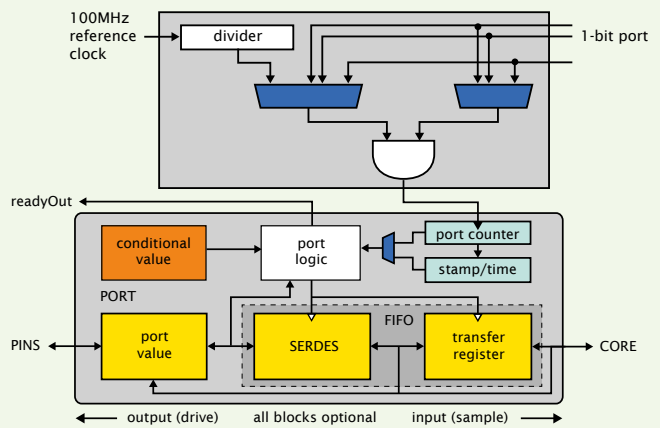 100MHz
reference
clock
divider
1-bit port
readyOut
conditional
value
port
logic
port counter
stamp/time
PORT
FIFO
PINS
port
value
SERDES
transfer
register
CORE
output (drive)
all blocks optional
input (sample)